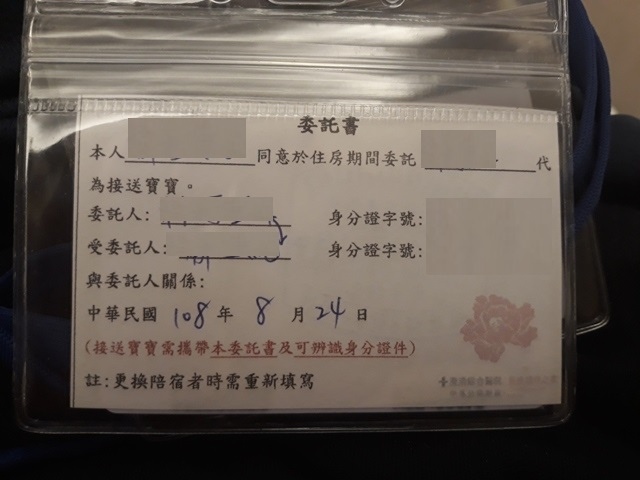 委託書
本人 同意於住房期間委託 代
為接送寶寶。
委託人: 身分證字號:
受委託人: 身分證字號:
與委託人關係:
中華民國 108 年 8 月 24 日
(接送寶寶需攜帶本委託書及可辨識身分證件)
註:更換陪宿者時需重新填寫